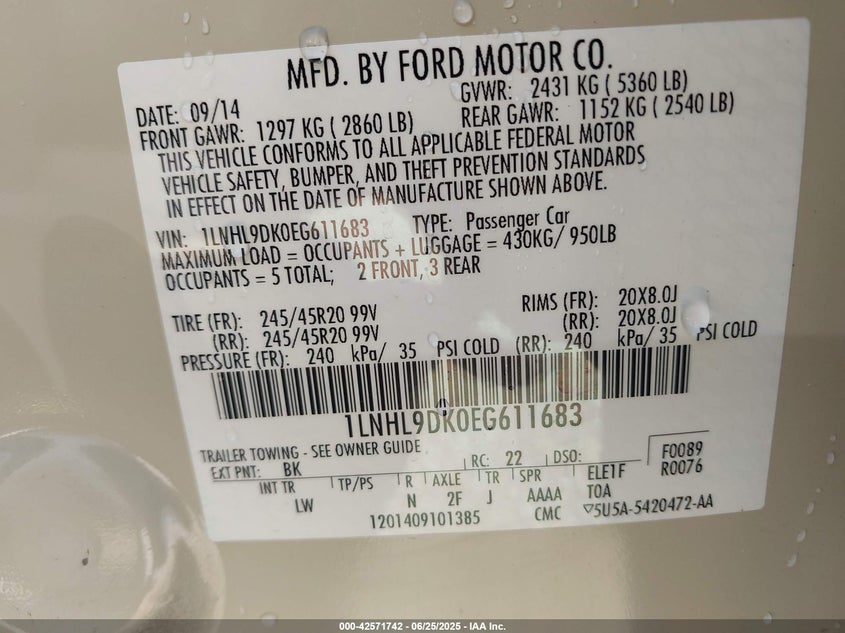 MFD. BY FORD MOTOR CO.
DATE: 09/14 GVWR: 2431 KG ( 5360 LB)
FRONT GAWR: 1297 KG ( 2860 LB) REAR GAWR: 1152 KG ( 2540 LB)
THIS VEHICLE CONFORMS TO ALL APPLICABLE FEDERAL MOTOR
VEHICLE SAFETY, BUMPER, AND THEFT PREVENTION STANDARDS
IN EFFECT ON THE DATE OF MANUFACTURE SHOWN ABOVE.
VIN: 1LNHL9DK0EG611683 TYPE: Passenger Car
MAXIMUM LOAD = OCCUPANTS + LUGGAGE = 430KG/ 950LB
OCCUPANTS = 5 TOTAL; 2 FRONT, 3 REAR
TIRE (FR): 245/45R20 99V RIMS (FR): 20X8.0J
(RR): 245/45R20 99V (RR): 20X8.0J
PRESSURE (FR): 240 kPa/ 35 PSI COLD (RR): 240 kPa/ 35 PSI COLD
1LNHL9DK0EG611683
TRAILER TOWING - SEE OWNER GUIDE
EXT PNT: BK RC: 22 DSO: F0089
R0076
INT TR TP/PS R AXLE TR SPR ELE1F
LW N 2F J AAAA TOA
1201409101385 CMC ▽5U5A-5420472-AA
000-42571742 - 06/25/2025 - IAA Inc.